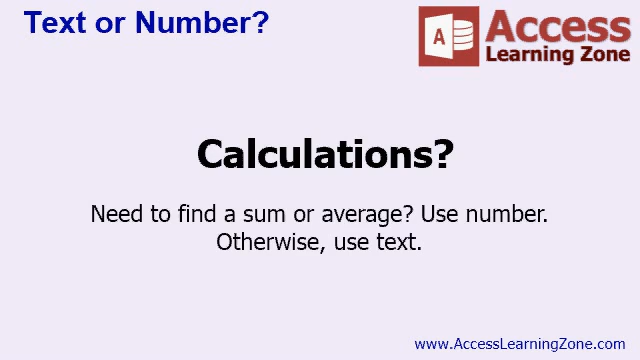 Text or Number?
A
Access
Learning Zone
Calculations?
Need to find a sum or average? Use number.
Otherwise, use text.
www.AccessLearningZone.com